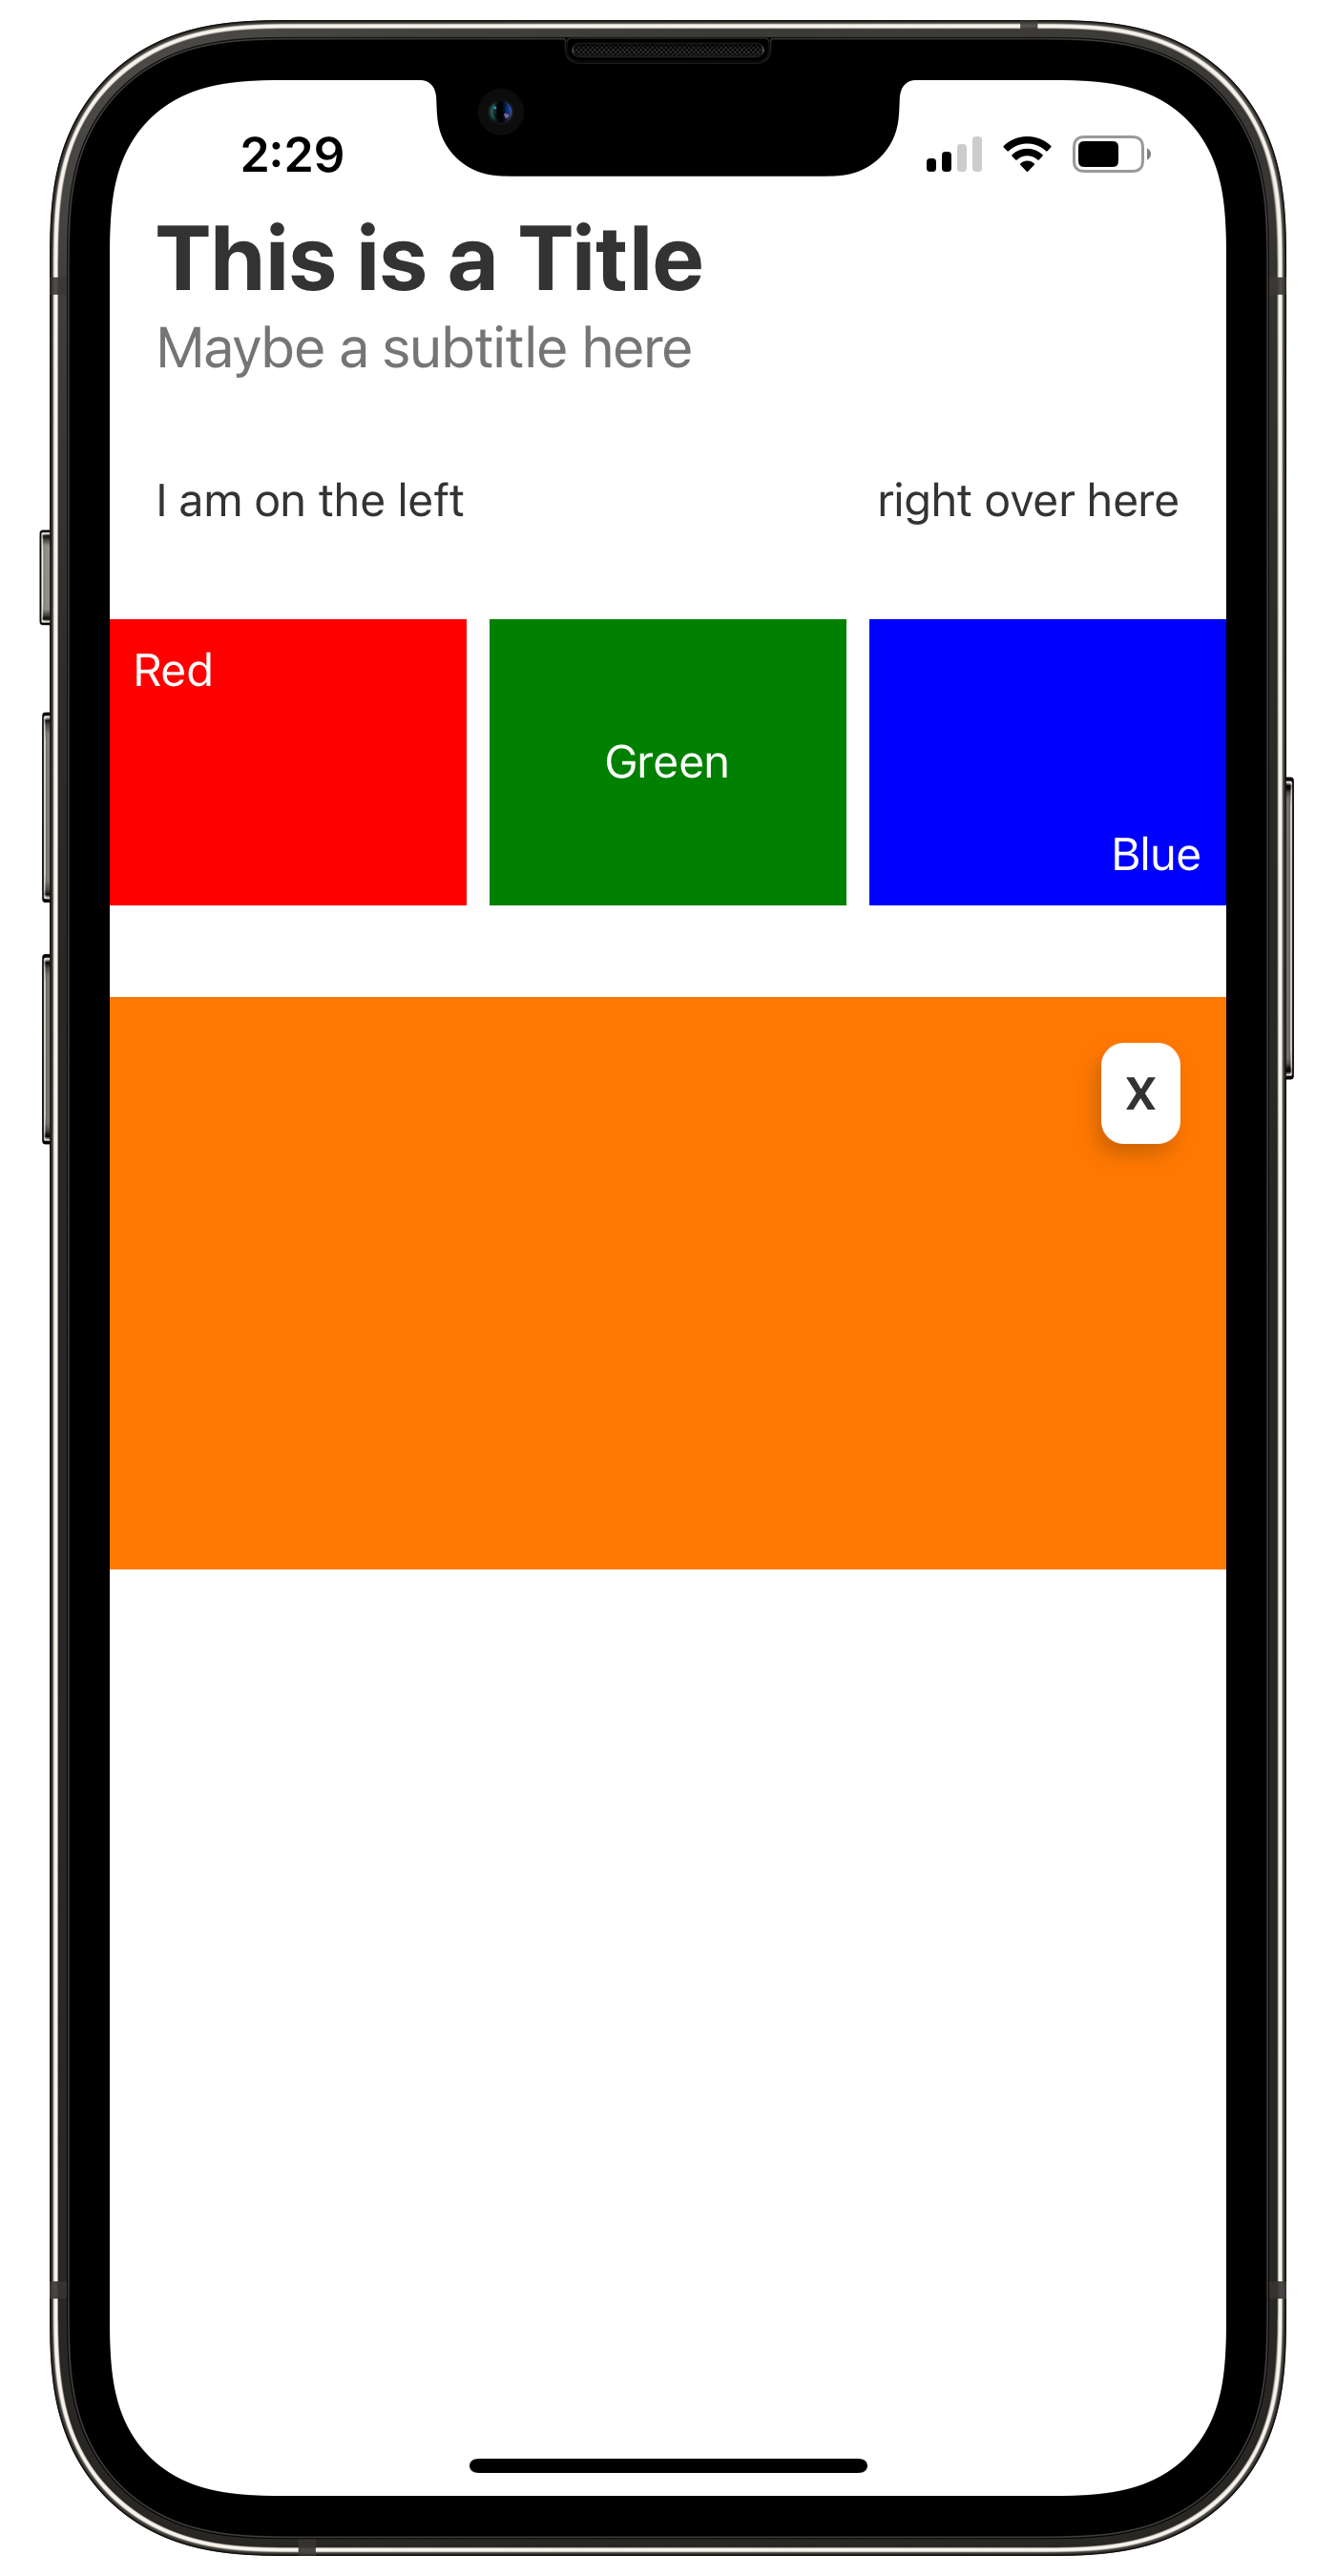 2:29
This is a Title
Maybe a subtitle here
I am on the left
right over here
Red
Green
Blue
X